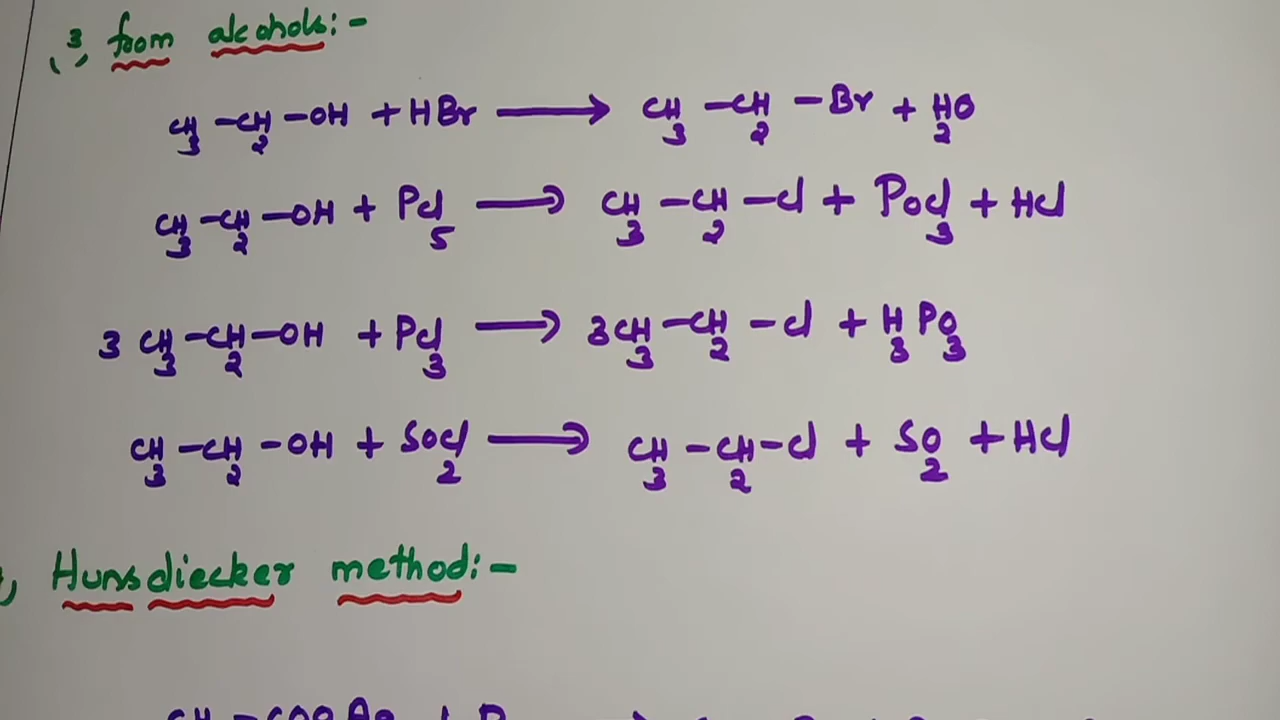 (3) from alcohols:-
CH3 -CH2 -OH + HBr ⟶ CH3 -CH2 -Br + H2O
CH3 -CH2 -OH + PCl5 ⟶ CH3 -CH2 -Cl + POCl3 + HCl
3 CH3 -CH2 -OH + PCl3 ⟶ 3CH3 -CH2 -Cl + H3PO3
CH3 -CH2 -OH + SOCl2 ⟶ CH3 -CH2 -Cl + SO2 + HCl
Hunsdiecker method:-
CH -COOAg +